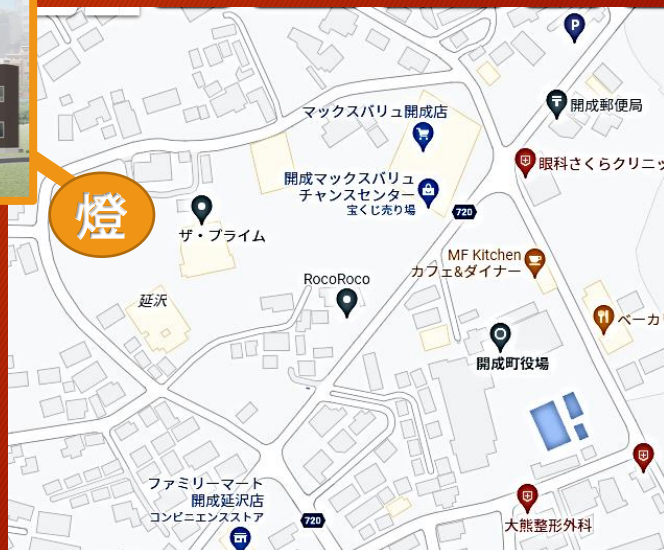 P
マックスバリュ開成店
開成郵便局
眼科さくらクリニッ
開成マックスバリュ
チャンスセンター
宝くじ売り場
720
燈
ザ・プライム
MF Kitchen
カフェ&ダイナー
RocoRoco
延沢
ベーカ
開成町役場
ファミリーマート
開成延沢店
コンビニエンスストア
720
大熊整形外科